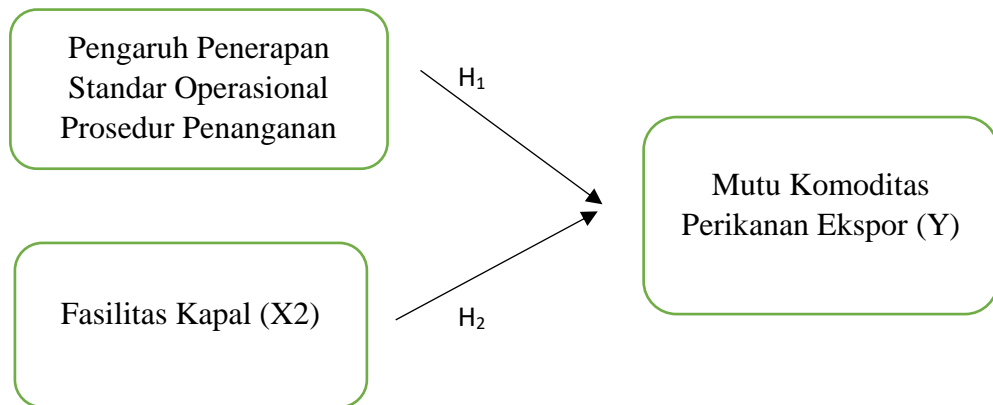 Pengaruh Penerapan
Standar Operasional
Prosedur Penanganan
H₁
Mutu Komoditas
Perikanan Ekspor (Y)
Fasilitas Kapal (X2)
H₂